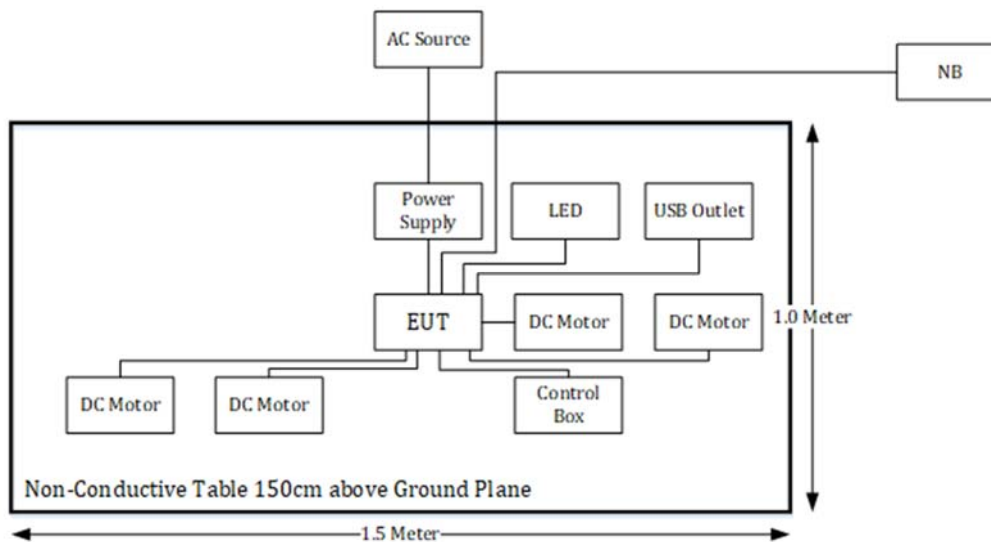 AC Source
NB
Power
Supply
LED
USB Outlet
EUT
DC Motor
DC Motor
1.0 Meter
DC Motor
DC Motor
Control
Box
Non-Conductive Table 150cm above Ground Plane
1.5 Meter